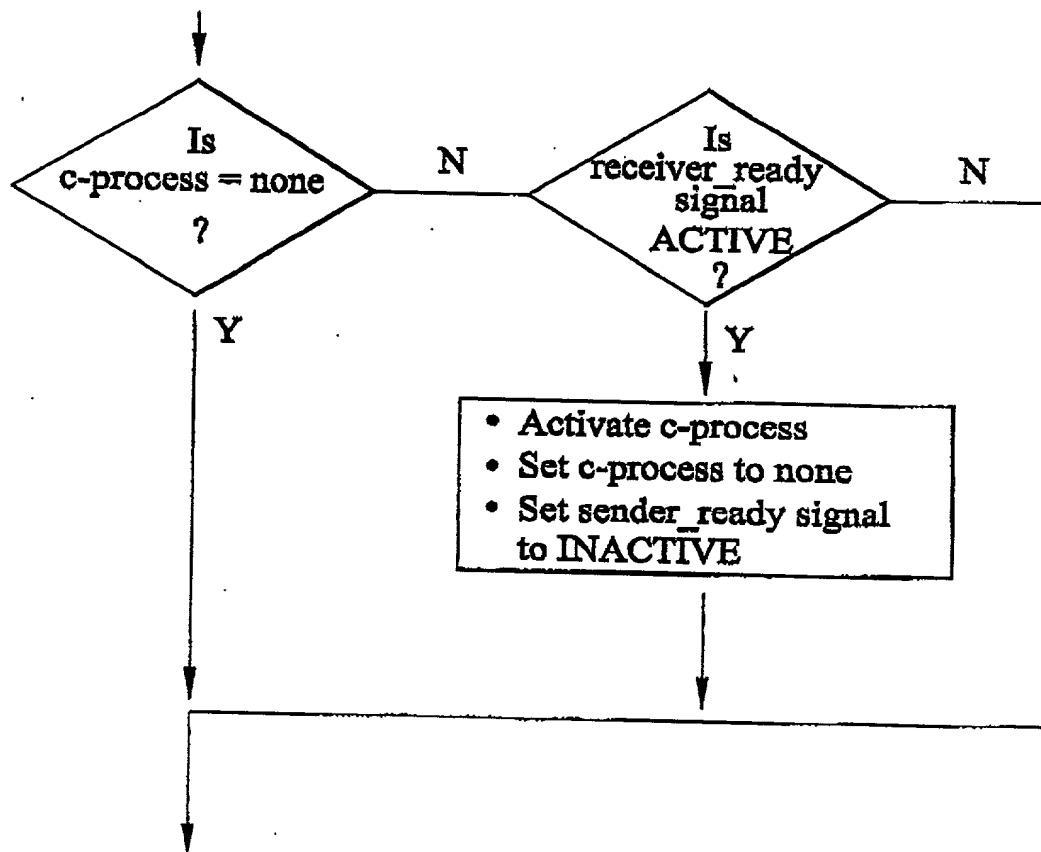 Is
c-process = none
?
N
Y
Is
receiver_ready
signal
ACTIVE
?
N
Y
• Activate c-process
• Set c-process to none
• Set sender_ready signal
to INACTIVE